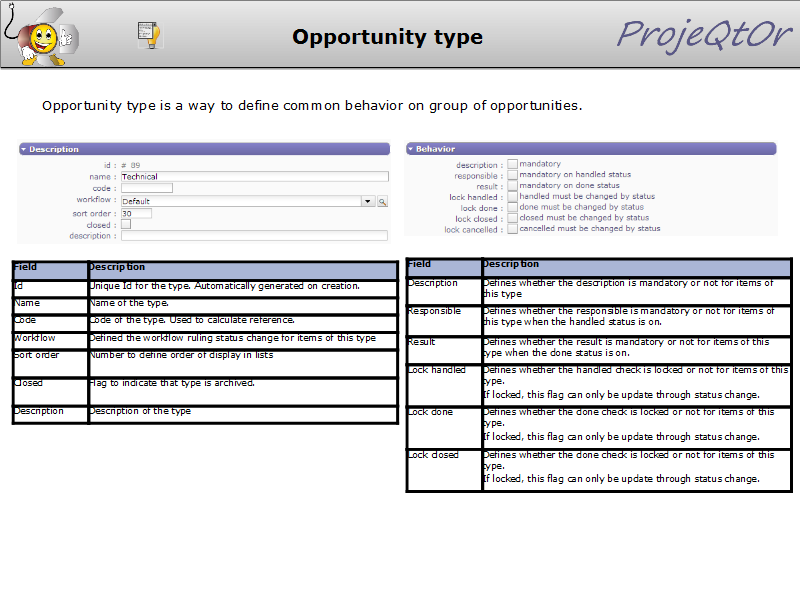 Opportunity type
ProjeQtOr
Opportunity type is a way to define common behavior on group of opportunities.
Description
id : # 89
name : Technical
code :
workflow : Default
sort order : 30
closed :
description :
Behavior
description : mandatory
responsible : mandatory on handled status
result : mandatory on done status
lock handled : handled must be changed by status
lock done : done must be changed by status
lock closed : closed must be changed by status
lock cancelled : cancelled must be changed by status
Field Description
Id Unique Id for the type. Automatically generated on creation.
Name Name of the type.
Code Code of the type. Used to calculate reference.
Workflow Defined the workflow ruling status change for items of this type
Sort order Number to define order of display in lists
Closed Flag to indicate that type is archived.
Description Description of the type
Field Description
Description Defines whether the description is mandatory or not for items of
this type
Responsible Defines whether the responsible is mandatory or not for items of
this type when the handled status is on.
Result Defines whether the result is mandatory or not for items of this
type when the done status is on.
Lock handled Defines whether the handled check is locked or not for items of this
type.
If locked, this flag can only be update through status change.
Lock done Defines whether the done check is locked or not for items of this
type.
If locked, this flag can only be update through status change.
Lock closed Defines whether the done check is locked or not for items of this
type.
If locked, this flag can only be update through status change.